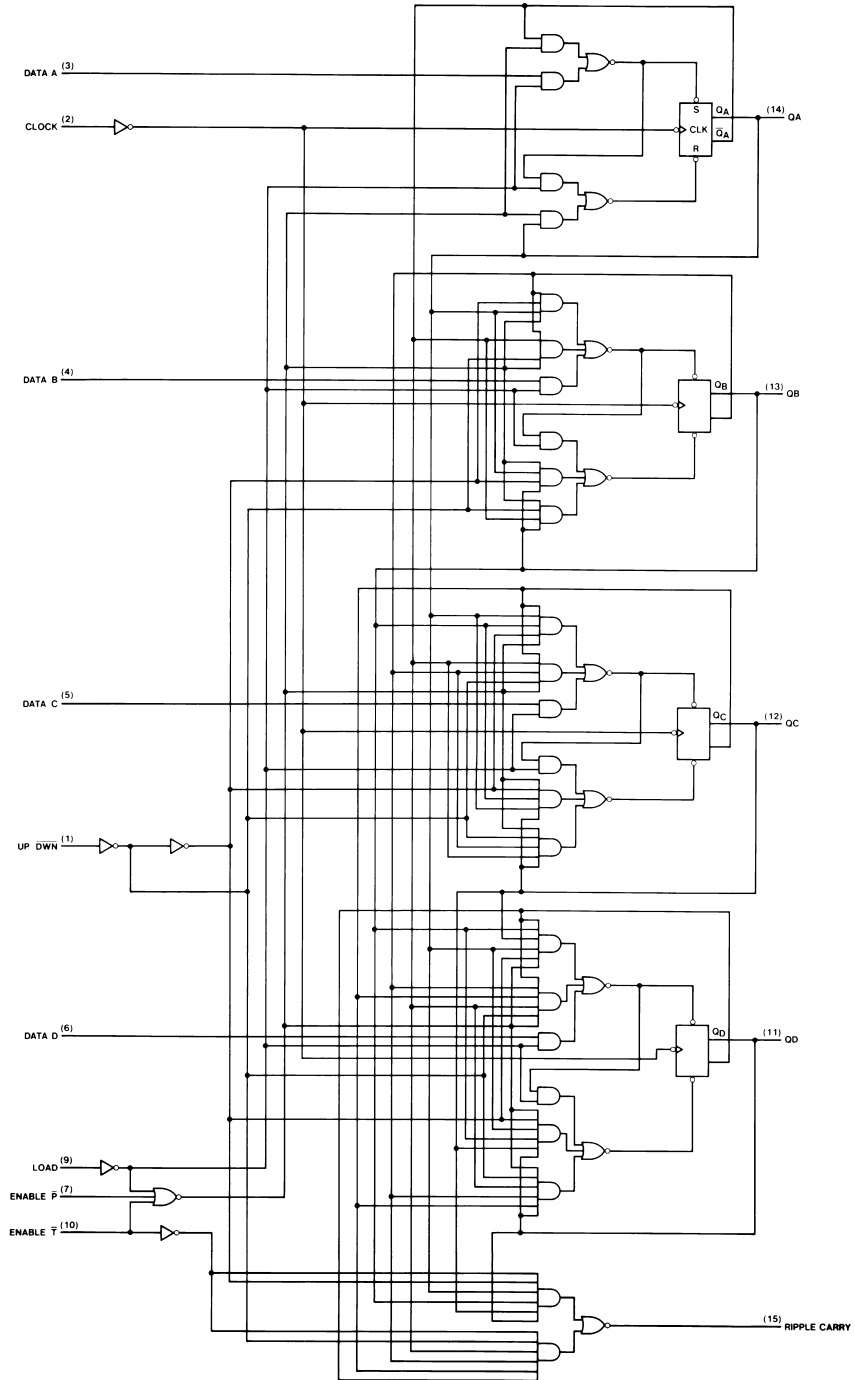 DATA A (3)
S
QA
Q̅A
(14) QA
CLOCK (2)
CLK
R
DATA B (4)
QB
(13) QB
DATA C (5)
QC
(12) QC
UP D̅W̅N̅ (1)
DATA D (6)
QD
(11) QD
LOAD (9)
ENABLE P̅ (7)
ENABLE T̅ (10)
(15) RIPPLE CARRY